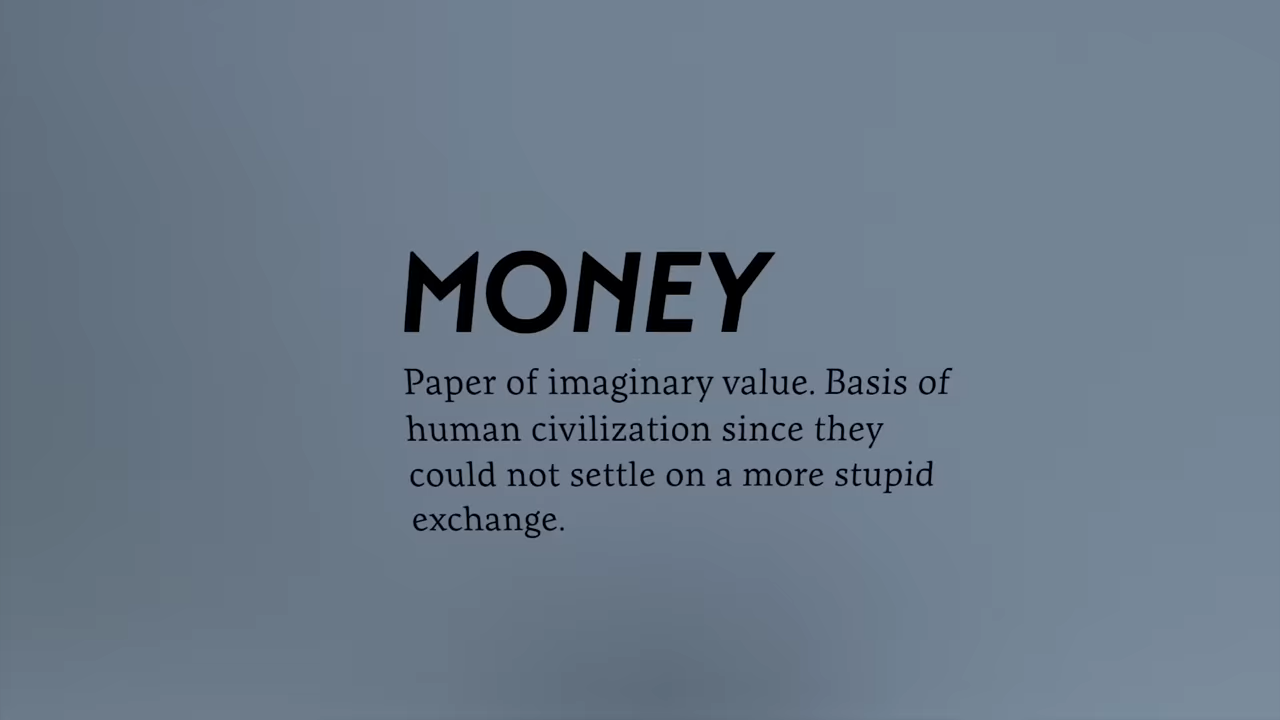 MONEY
Paper of imaginary value. Basis of
human civilization since they
could not settle on a more stupid
exchange.